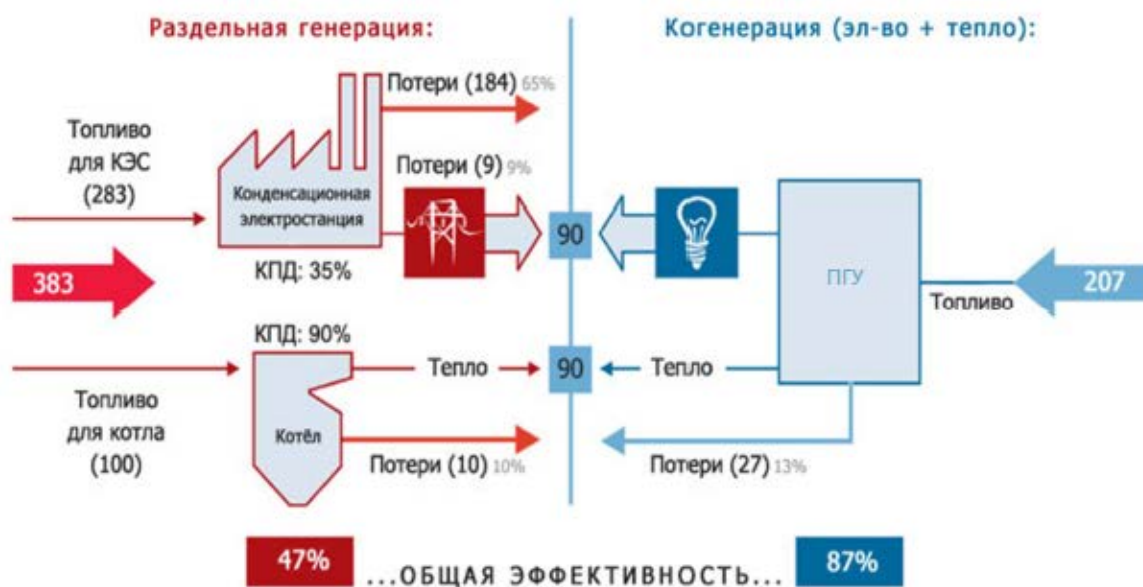 Раздельная генерация:
Когенерация (эл-во + тепло):
Потери (184) 65%
Топливо
для КЭС
(283)
Потери (9) 9%
Конденсационная
электростанция
90
ПГУ
КПД: 35%
383
207
Топливо
КПД: 90%
Тепло
90
Тепло
Топливо
для котла
(100)
Котёл
Потери (10) 10%
Потери (27) 13%
47%
87%
...ОБЩАЯ ЭФФЕКТИВНОСТЬ...